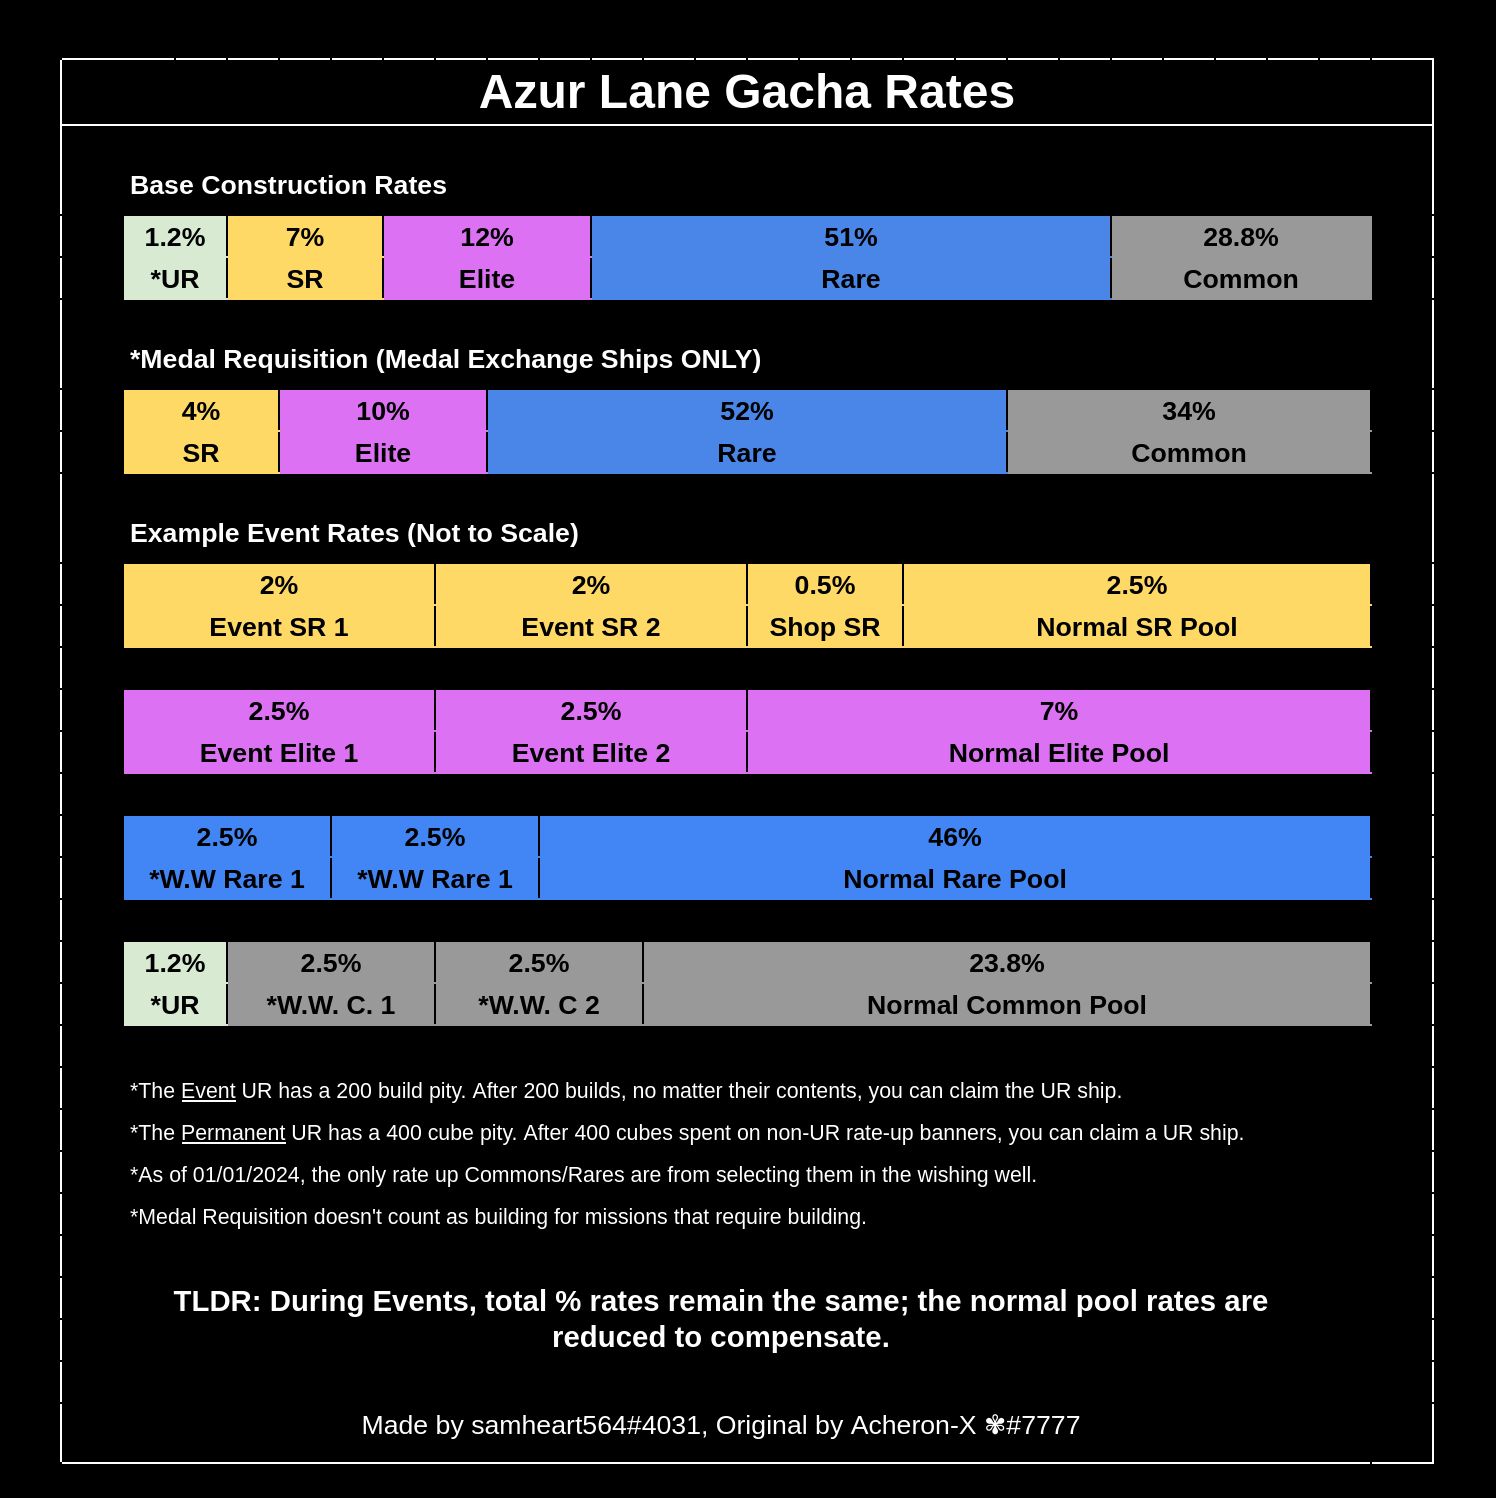 Azur Lane Gacha Rates
Base Construction Rates
1.2% 7% 12% 51% 28.8%
*UR SR Elite Rare Common
*Medal Requisition (Medal Exchange Ships ONLY)
4% 10% 52% 34%
SR Elite Rare Common
Example Event Rates (Not to Scale)
2% 2% 0.5% 2.5%
Event SR 1 Event SR 2 Shop SR Normal SR Pool
2.5% 2.5% 7%
Event Elite 1 Event Elite 2 Normal Elite Pool
2.5% 2.5% 46%
*W.W Rare 1 *W.W Rare 1 Normal Rare Pool
1.2% 2.5% 2.5% 23.8%
*UR *W.W. C. 1 *W.W. C 2 Normal Common Pool
*The Event UR has a 200 build pity. After 200 builds, no matter their contents, you can claim the UR ship.
*The Permanent UR has a 400 cube pity. After 400 cubes spent on non-UR rate-up banners, you can claim a UR ship.
*As of 01/01/2024, the only rate up Commons/Rares are from selecting them in the wishing well.
*Medal Requisition doesn't count as building for missions that require building.
TLDR: During Events, total % rates remain the same; the normal pool rates are
reduced to compensate.
Made by samheart564#4031, Original by Acheron-X ✾#7777